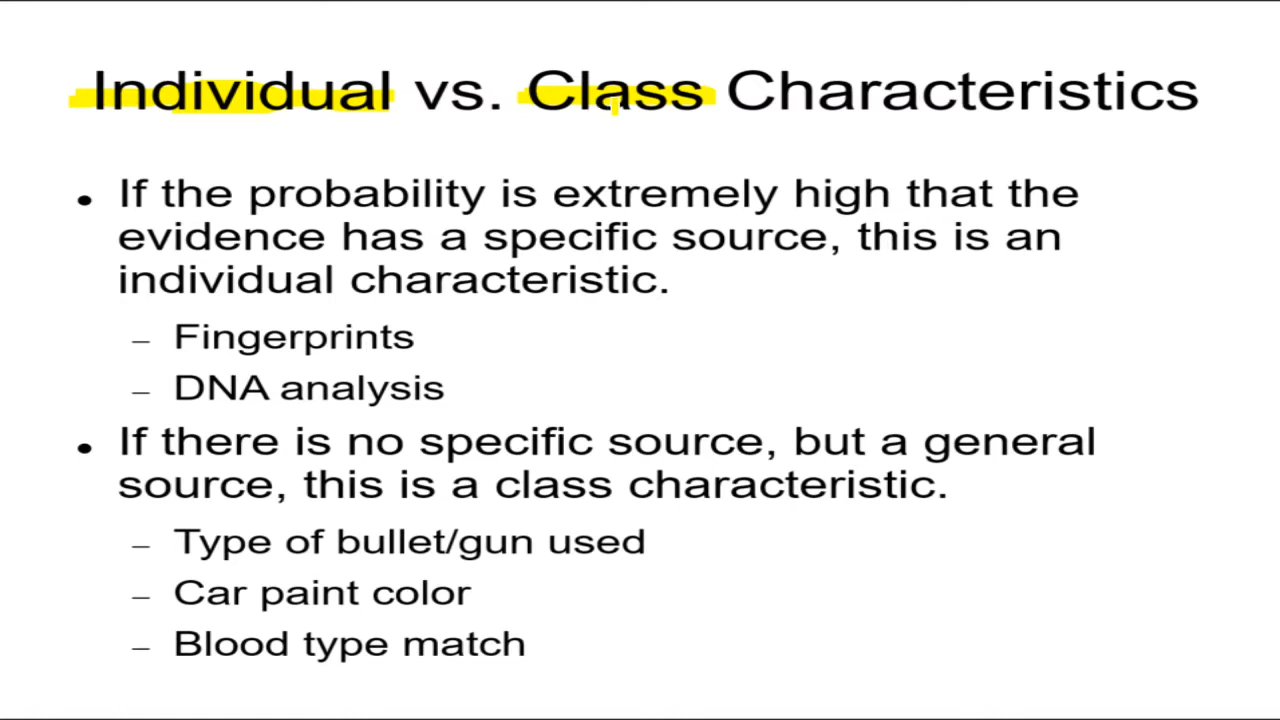 Individual vs. Class Characteristics
• If the probability is extremely high that the
evidence has a specific source, this is an
individual characteristic.
– Fingerprints
– DNA analysis
• If there is no specific source, but a general
source, this is a class characteristic.
– Type of bullet/gun used
– Car paint color
– Blood type match